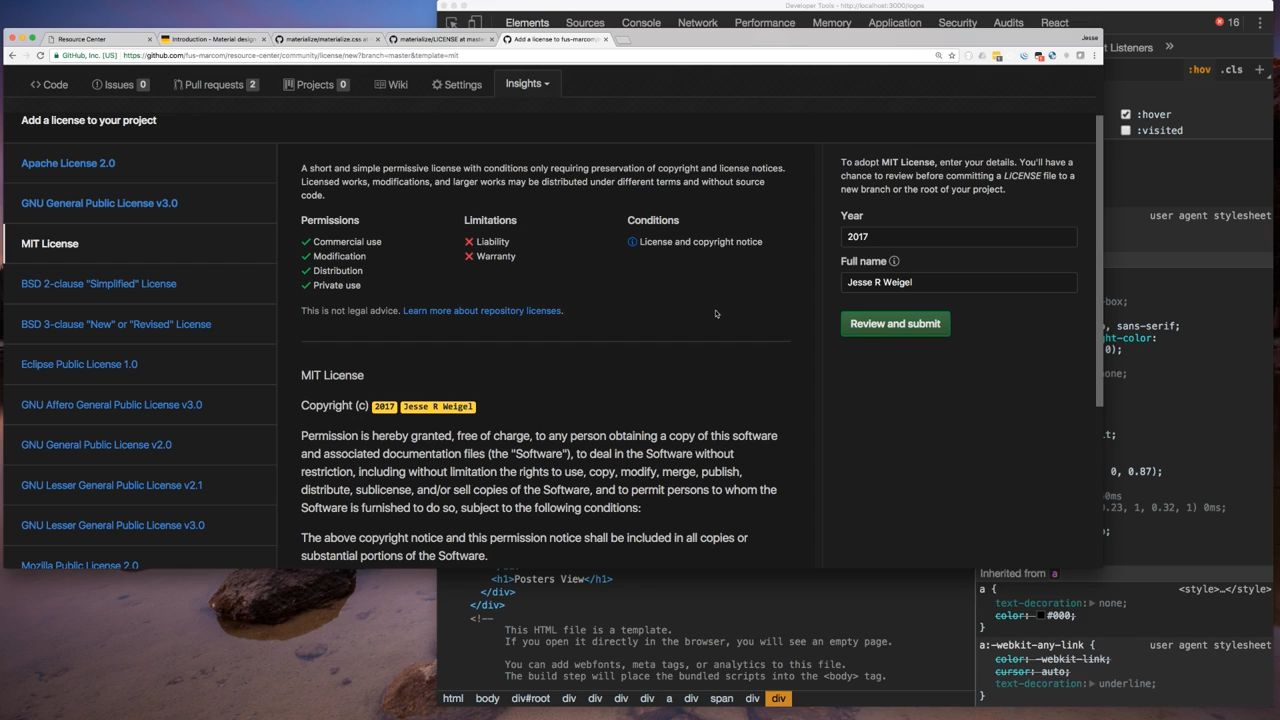 Developer Tools - http://localhost:3000/logos
Elements Sources Console Network Performance Memory Application Security Audits React 16
Jesse
Resource Center
Introduction - Material desig
materialize/materialize.css at
materialize/LICENSE at master
Add a license to fus-marcom/
GitHub, Inc. [US] https://github.com/fus-marcom/resource-center/community/license/new?branch=master&template=mit
Code Issues 0 Pull requests 2 Projects 0 Wiki Settings Insights
Add a license to your project
Apache License 2.0
GNU General Public License v3.0
MIT License
BSD 2-clause "Simplified" License
BSD 3-clause "New" or "Revised" License
Eclipse Public License 1.0
GNU Affero General Public License v3.0
GNU General Public License v2.0
GNU Lesser General Public License v2.1
GNU Lesser General Public License v3.0
Mozilla Public License 2.0
A short and simple permissive license with conditions only requiring preservation of copyright and license notices.
Licensed works, modifications, and larger works may be distributed under different terms and without source
code.
Permissions
Commercial use
Modification
Distribution
Private use
Limitations
Liability
Warranty
Conditions
License and copyright notice
This is not legal advice. Learn more about repository licenses.
MIT License
Copyright (c) 2017 Jesse R Weigel
Permission is hereby granted, free of charge, to any person obtaining a copy of this software
and associated documentation files (the "Software"), to deal in the Software without
restriction, including without limitation the rights to use, copy, modify, merge, publish,
distribute, sublicense, and/or sell copies of the Software, and to permit persons to whom the
Software is furnished to do so, subject to the following conditions:
The above copyright notice and this permission notice shall be included in all copies or
substantial portions of the Software.
To adopt MIT License, enter your details. You'll have
a chance to review before committing a LICENSE file to
a new branch or the root of your project.
Year
2017
Full name
Jesse R Weigel
Review and submit
Listeners
:hov .cls
:hover
:visited
user agent stylesheet
box;
, sans-serif;
ght-color:
0);
none;
user agent stylesheet
t;
0, 0.87);
0ms
0.23, 1, 0.32, 1) 0ms;
o;
<h1>Posters View</h1>
</div>
</div>
<!--
This HTML file is a template.
If you open it directly in the browser, you will see an empty page.
You can add webfonts, meta tags, or analytics to this file.
The build step will place the bundled scripts into the <body> tag.
html body div#root div div div a div span div div
Inherited from a
a { <style>…</style>
text-decoration: none;
color: #000;
}
a:-webkit-any-link { user agent stylesheet
color: -webkit-link;
cursor: auto;
text-decoration: underline;
}